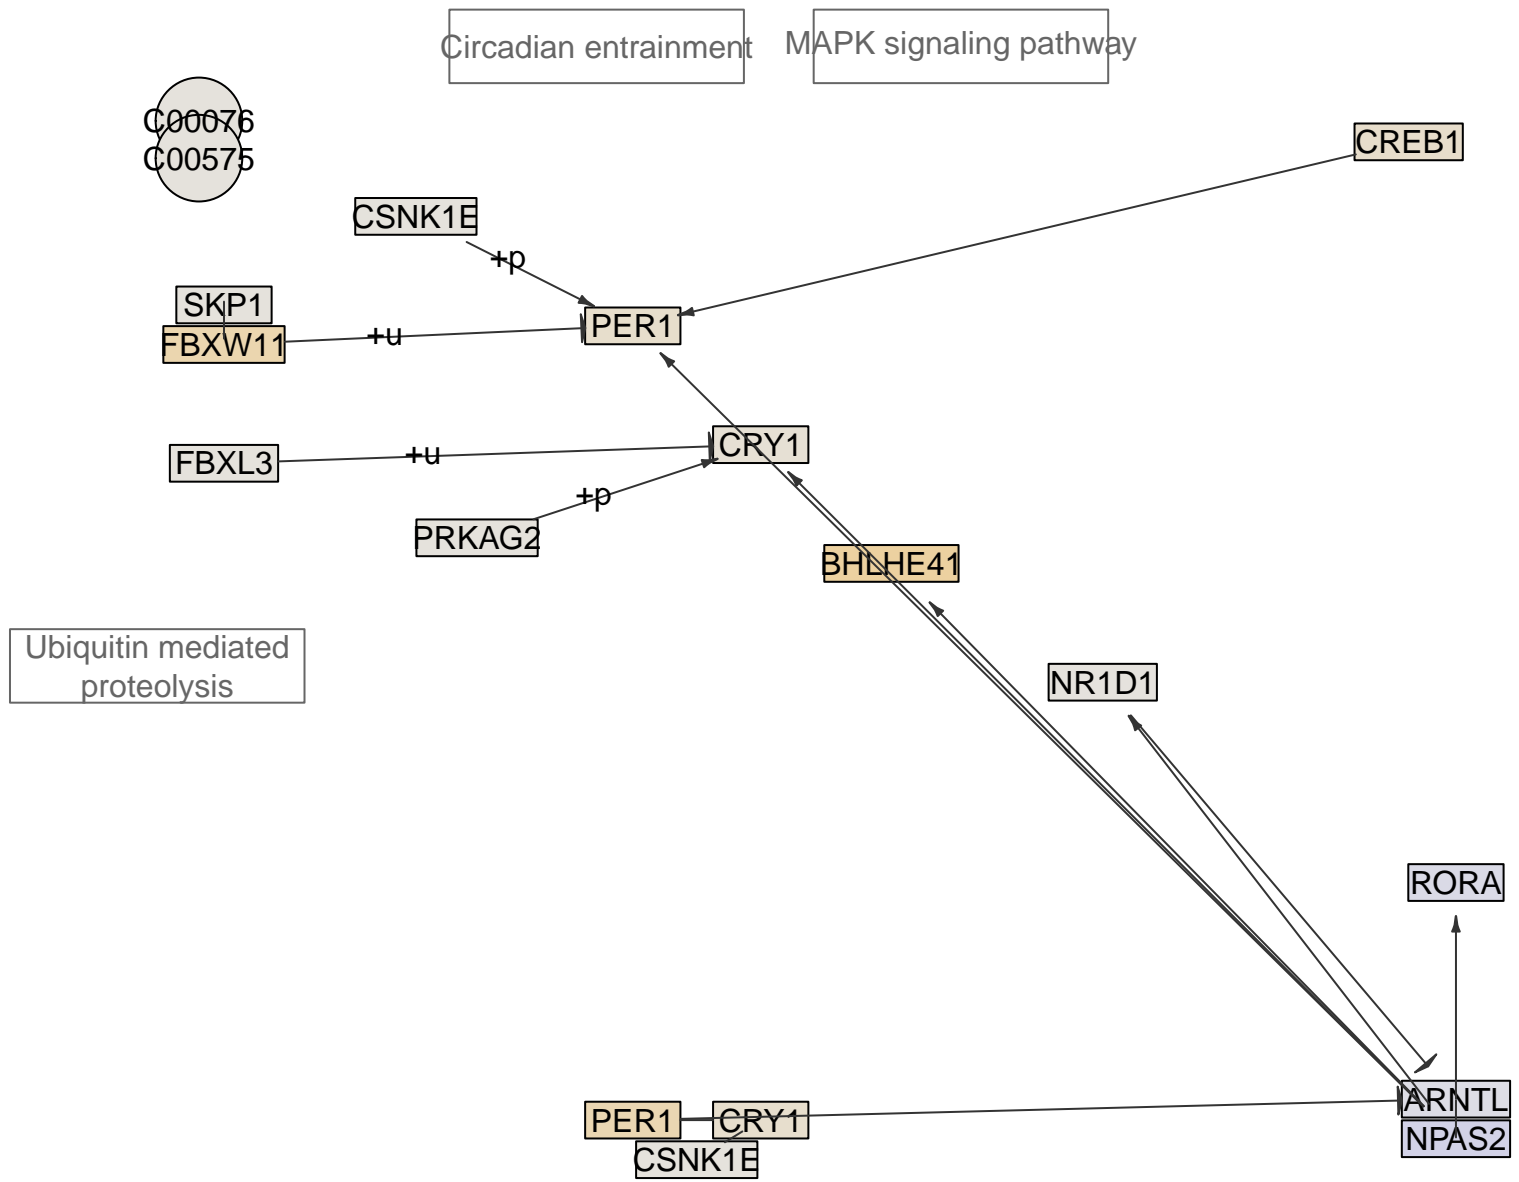 Circadian entrainment
MAPK signaling pathway
C00076
C00575
CREB1
CSNK1E
+p
SKP1
FBXW11
+u
PER1
FBXL3
+u
CRY1
PRKAG2
+p
BHLHE41
Ubiquitin mediated
proteolysis
NR1D1
RORA
ARNTL
NPAS2
PER1
CRY1
CSNK1E